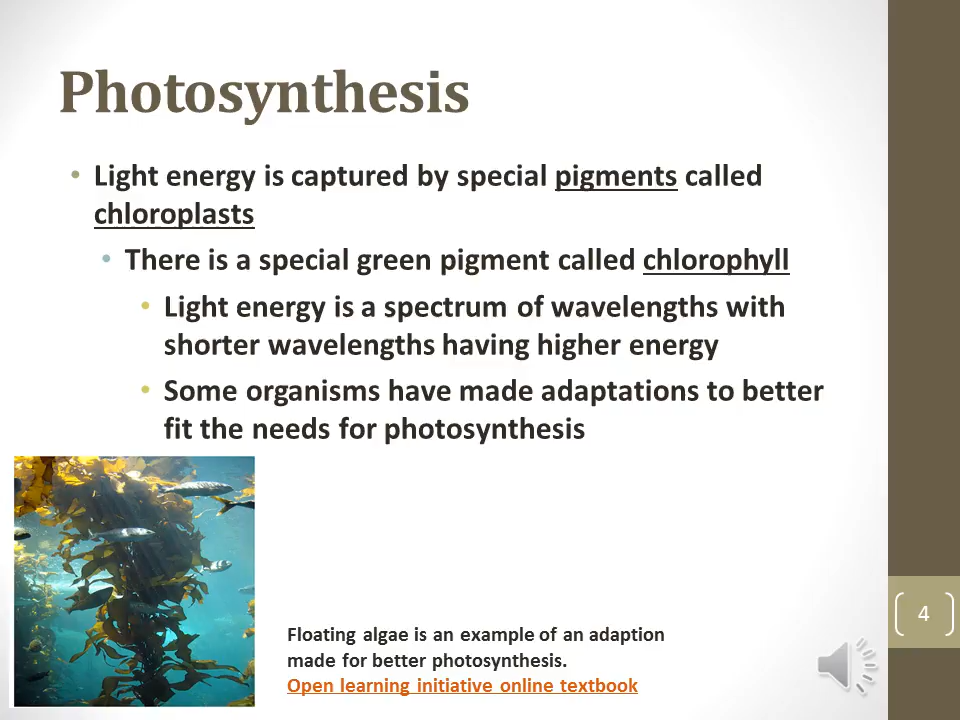 Photosynthesis
• Light energy is captured by special pigments called
chloroplasts
• There is a special green pigment called chlorophyll
• Light energy is a spectrum of wavelengths with
shorter wavelengths having higher energy
• Some organisms have made adaptations to better
fit the needs for photosynthesis
Floating algae is an example of an adaption
made for better photosynthesis.
Open learning initiative online textbook
4